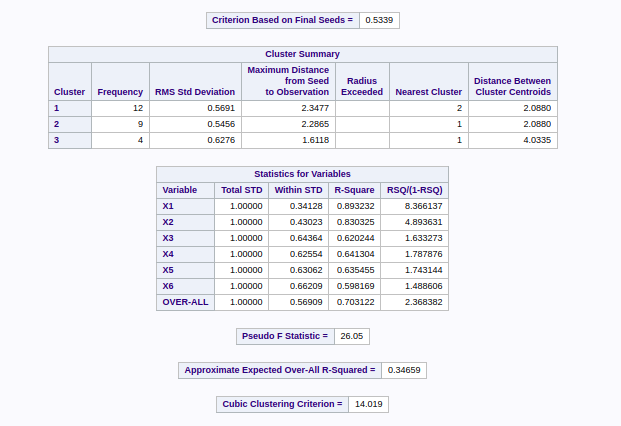 Criterion Based on Final Seeds = 0.5339
Cluster Summary
Cluster Frequency RMS Std Deviation Maximum Distance from Seed to Observation Radius Exceeded Nearest Cluster Distance Between Cluster Centroids
1 12 0.5691 2.3477 2 2.0880
2 9 0.5456 2.2865 1 2.0880
3 4 0.6276 1.6118 1 4.0335
Statistics for Variables
Variable Total STD Within STD R-Square RSQ/(1-RSQ)
X1 1.00000 0.34128 0.893232 8.366137
X2 1.00000 0.43023 0.830325 4.893631
X3 1.00000 0.64364 0.620244 1.633273
X4 1.00000 0.62554 0.641304 1.787876
X5 1.00000 0.63062 0.635455 1.743144
X6 1.00000 0.66209 0.598169 1.488606
OVER-ALL 1.00000 0.56909 0.703122 2.368382
Pseudo F Statistic = 26.05
Approximate Expected Over-All R-Squared = 0.34659
Cubic Clustering Criterion = 14.019